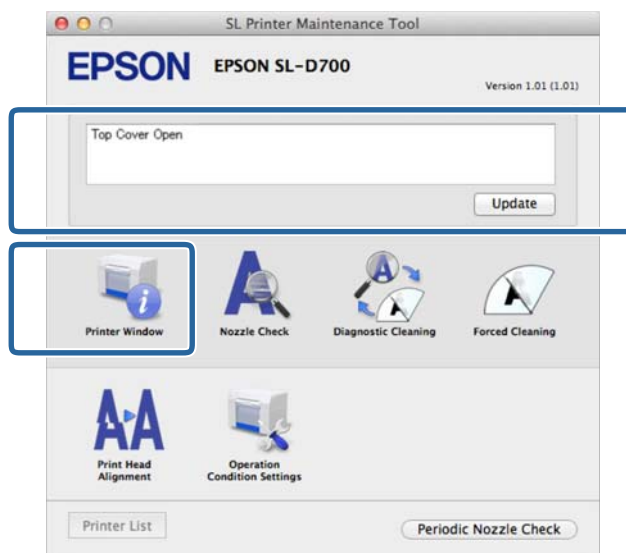 SL Printer Maintenance Tool
EPSON EPSON SL-D700
Version 1.01 (1.01)
Top Cover Open
Update
Printer Window Nozzle Check Diagnostic Cleaning Forced Cleaning
Print Head Alignment
Operation Condition Settings
Printer List Periodic Nozzle Check